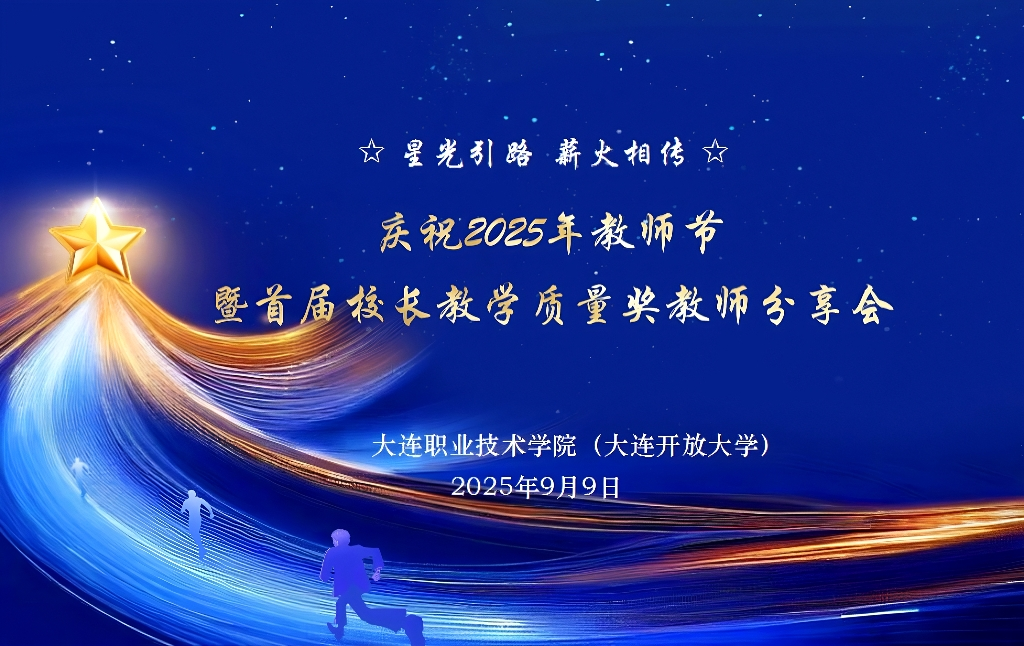 ☆ 星光引路 薪火相传 ☆
庆祝2025年教师节
暨首届校长教学质量奖教师分享会
大连职业技术学院（大连开放大学）
2025年9月9日